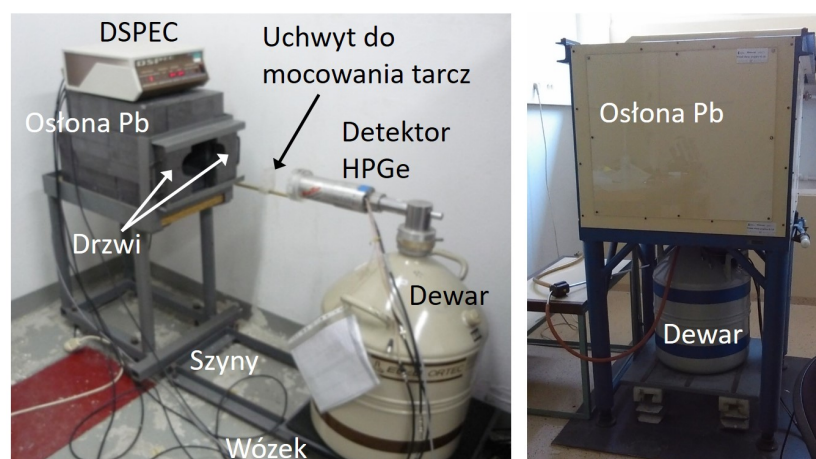 DSPEC
Uchwyt do
mocowania tarcz
Osłona Pb
Detektor
HPGe
Drzwi
Dewar
Szyny
Wózek
Osłona Pb
Dewar